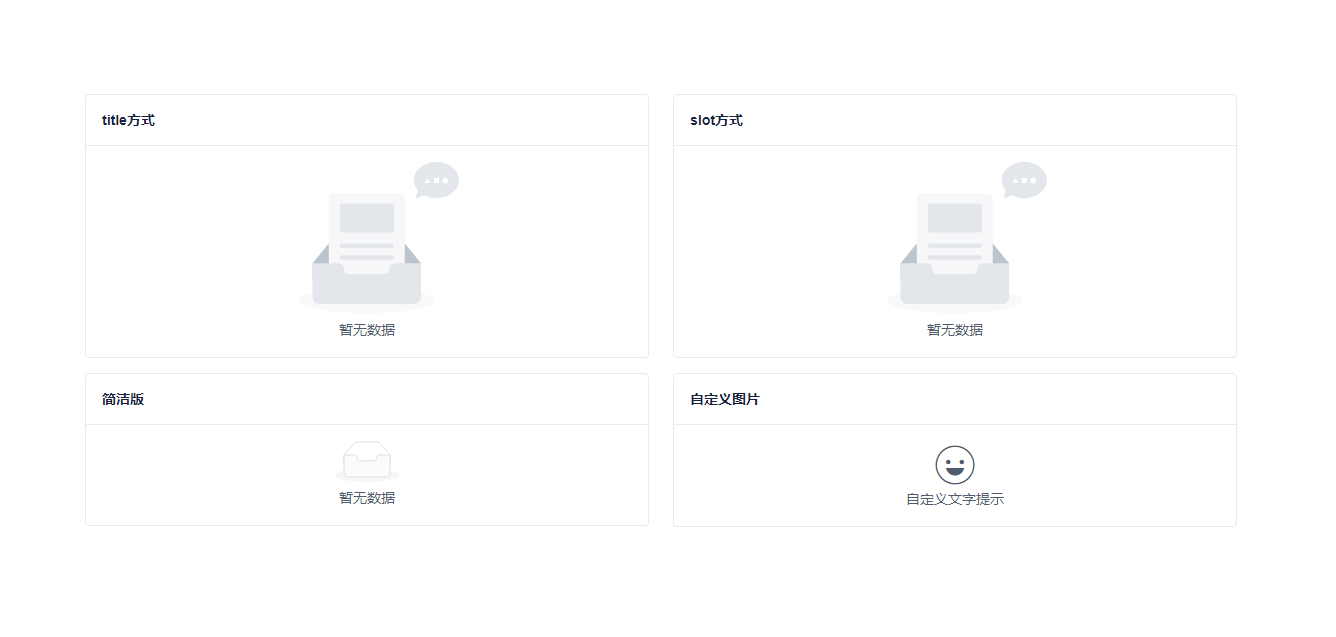 title方式
slot方式
暂无数据
暂无数据
简洁版
自定义图片
暂无数据
自定义文字提示